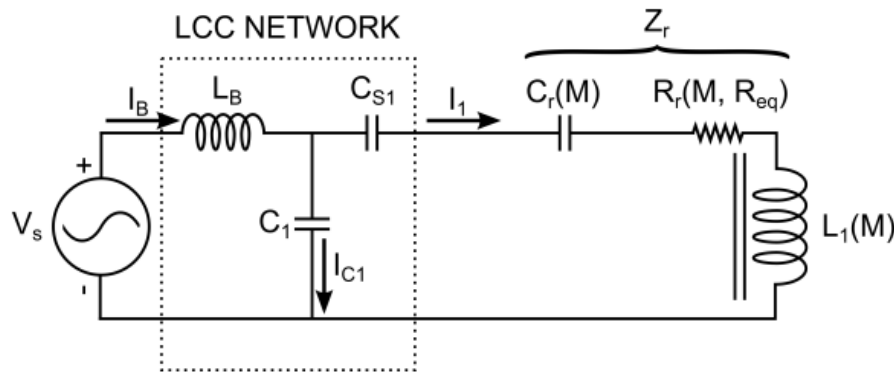 LCC NETWORK
Z_r
I_B
L_B
C_S1
I_1
C_r(M)
R_r(M, R_eq)
+
V_s
-
C_1
I_C1
L_1(M)